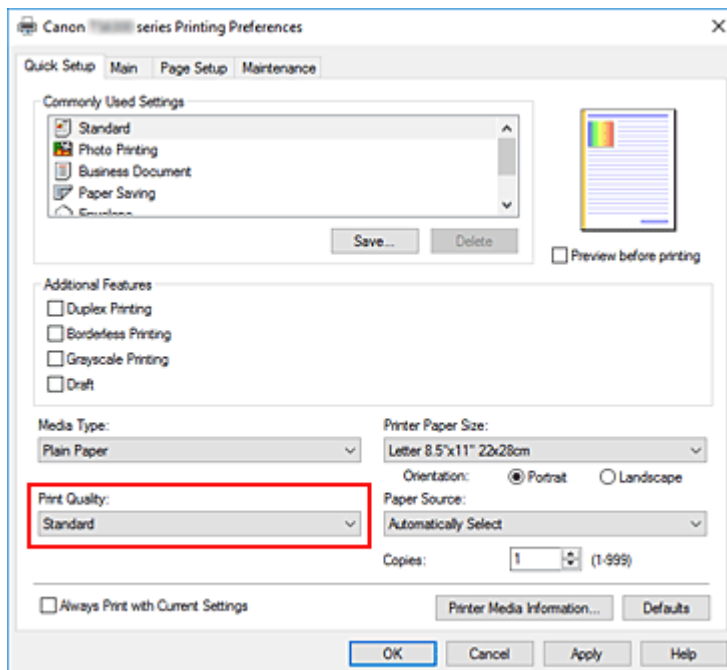 Canon series Printing Preferences
Quick Setup Main Page Setup Maintenance
Commonly Used Settings
Standard
Photo Printing
Business Document
Paper Saving
Envelope
Save... Delete
Preview before printing
Additional Features
Duplex Printing
Borderless Printing
Grayscale Printing
Draft
Media Type: Printer Paper Size:
Plain Paper Letter 8.5"x11" 22x28cm
Orientation: Portrait Landscape
Print Quality: Paper Source:
Standard Automatically Select
Copies: 1 (1-999)
Always Print with Current Settings Printer Media Information... Defaults
OK Cancel Apply Help